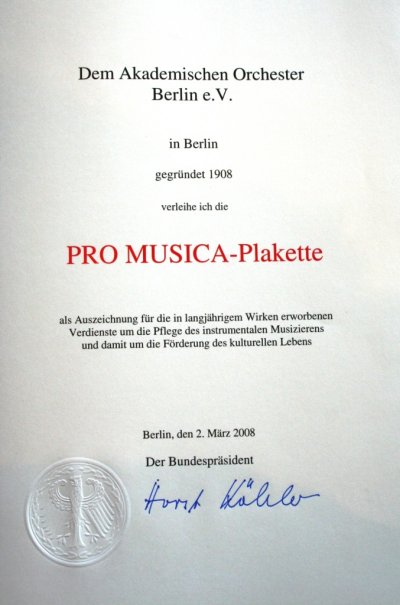 Dem Akademischen Orchester
Berlin e.V.
in Berlin
gegründet 1908
verleihe ich die
PRO MUSICA-Plakette
als Auszeichnung für die in langjährigem Wirken erworbenen
Verdienste um die Pflege des instrumentalen Musizierens
und damit um die Förderung des kulturellen Lebens
Berlin, den 2. März 2008
Der Bundespräsident
Horst Köhler